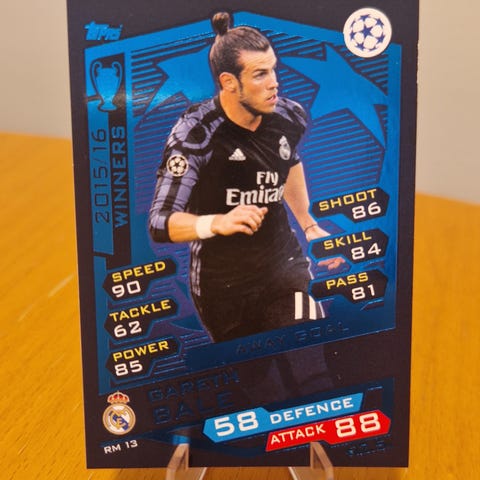 Topps
2015/16
WINNERS
Fly
Emirates
SHOOT
86
SKILL
84
PASS
81
SPEED
90
TACKLE
62
POWER
85
AWAY GOAL
GARETH
BALE
58 DEFENCE
ATTACK 88
RM 13
11